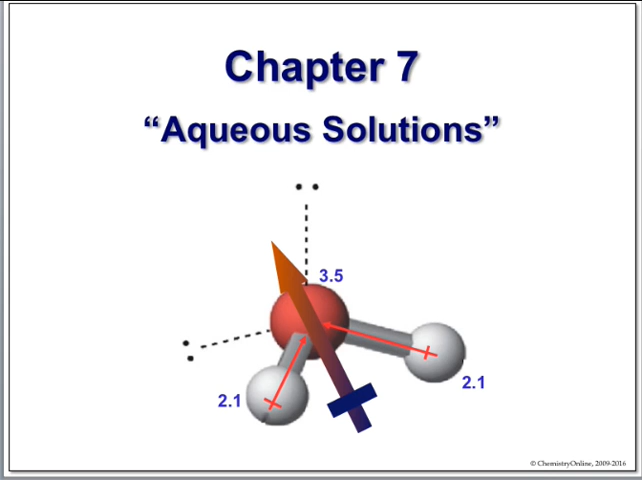 Chapter 7
“Aqueous Solutions”
3.5
2.1
2.1
© ChemistryOnline, 2009-2016